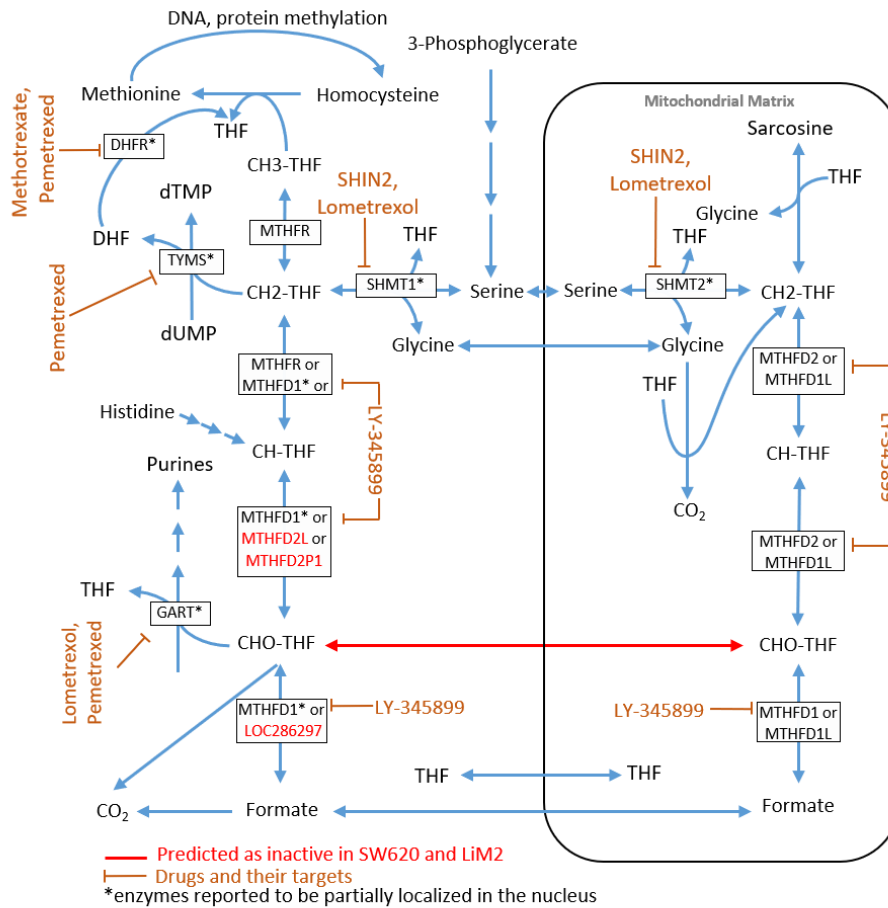 DNA, protein methylation
3-Phosphoglycerate
Methionine
Homocysteine
Mitochondrial Matrix
Methotrexate,
Pemetrexed
DHFR*
THF
CH3-THF
SHIN2,
Lometrexol
SHIN2,
Lometrexol
Sarcosine
THF
Glycine
dTMP
DHF
MTHFR
THF
THF
TYMS*
Pemetrexed
CH2-THF
SHMT1*
Serine
Serine
SHMT2*
CH2-THF
dUMP
Glycine
Glycine
MTHFR or
MTHFD1* or
THF
MTHFD2 or
MTHFD1L
LY-345899
LY-345899
Histidine
CH-THF
CH-THF
Purines
CO2
MTHFD1* or
MTHFD2L or
MTHFD2P1
MTHFD2 or
MTHFD1L
THF
GART*
Lometrexol,
Pemetrexed
CHO-THF
CHO-THF
MTHFD1* or
LOC286297
LY-345899
LY-345899
MTHFD1 or
MTHFD1L
THF
THF
CO2
Formate
Formate
Predicted as inactive in SW620 and LiM2
Drugs and their targets
*enzymes reported to be partially localized in the nucleus